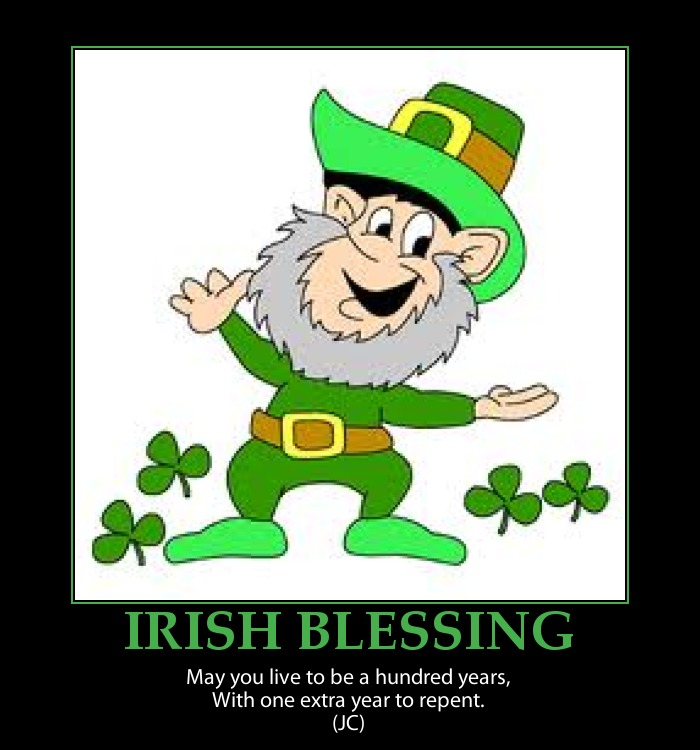 IRISH BLESSING
May you live to be a hundred years,
With one extra year to repent.
(JC)